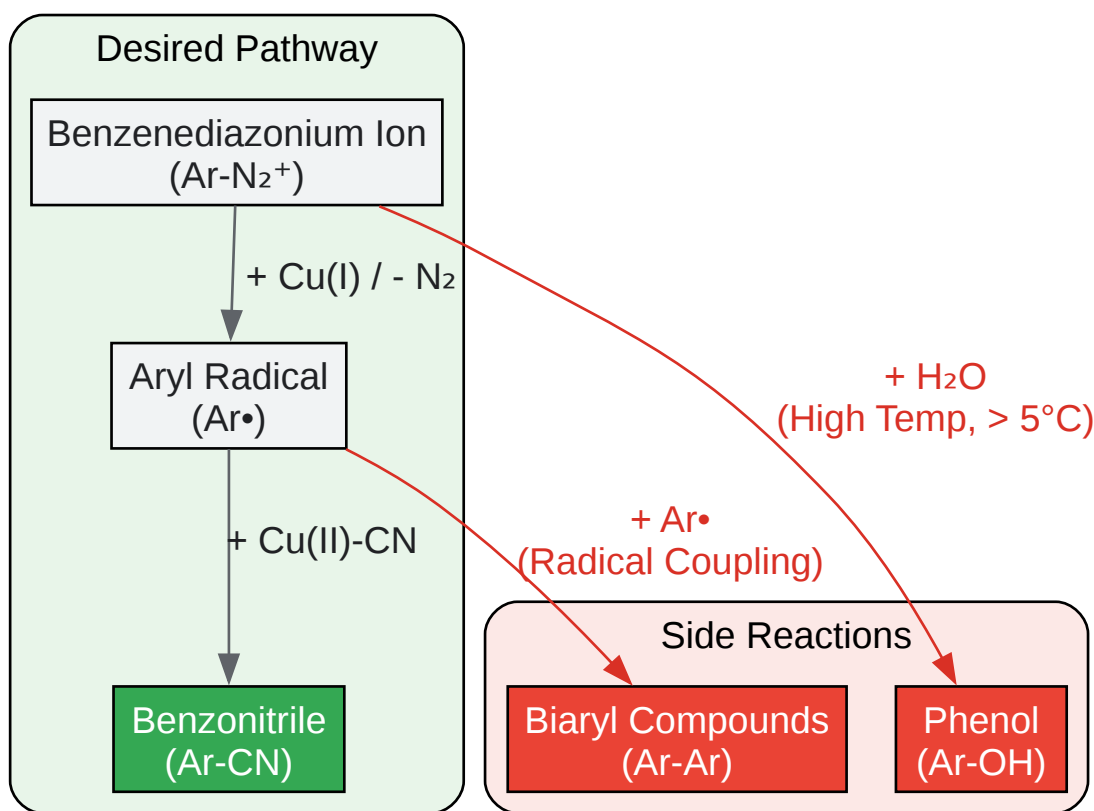 Desired Pathway
Benzenediazonium Ion
(Ar-N₂⁺)
+ Cu(I) / - N₂
Aryl Radical
(Ar•)
+ H₂O
(High Temp, > 5°C)
+ Ar•
(Radical Coupling)
+ Cu(II)-CN
Side Reactions
Benzonitrile
(Ar-CN)
Biaryl Compounds
(Ar-Ar)
Phenol
(Ar-OH)